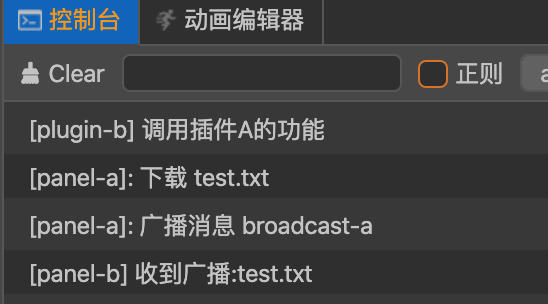 控制台 动画编辑器
Clear 正则 a
[plugin-b] 调用插件A的功能
[panel-a]: 下载 test.txt
[panel-a]: 广播消息 broadcast-a
[panel-b] 收到广播:test.txt